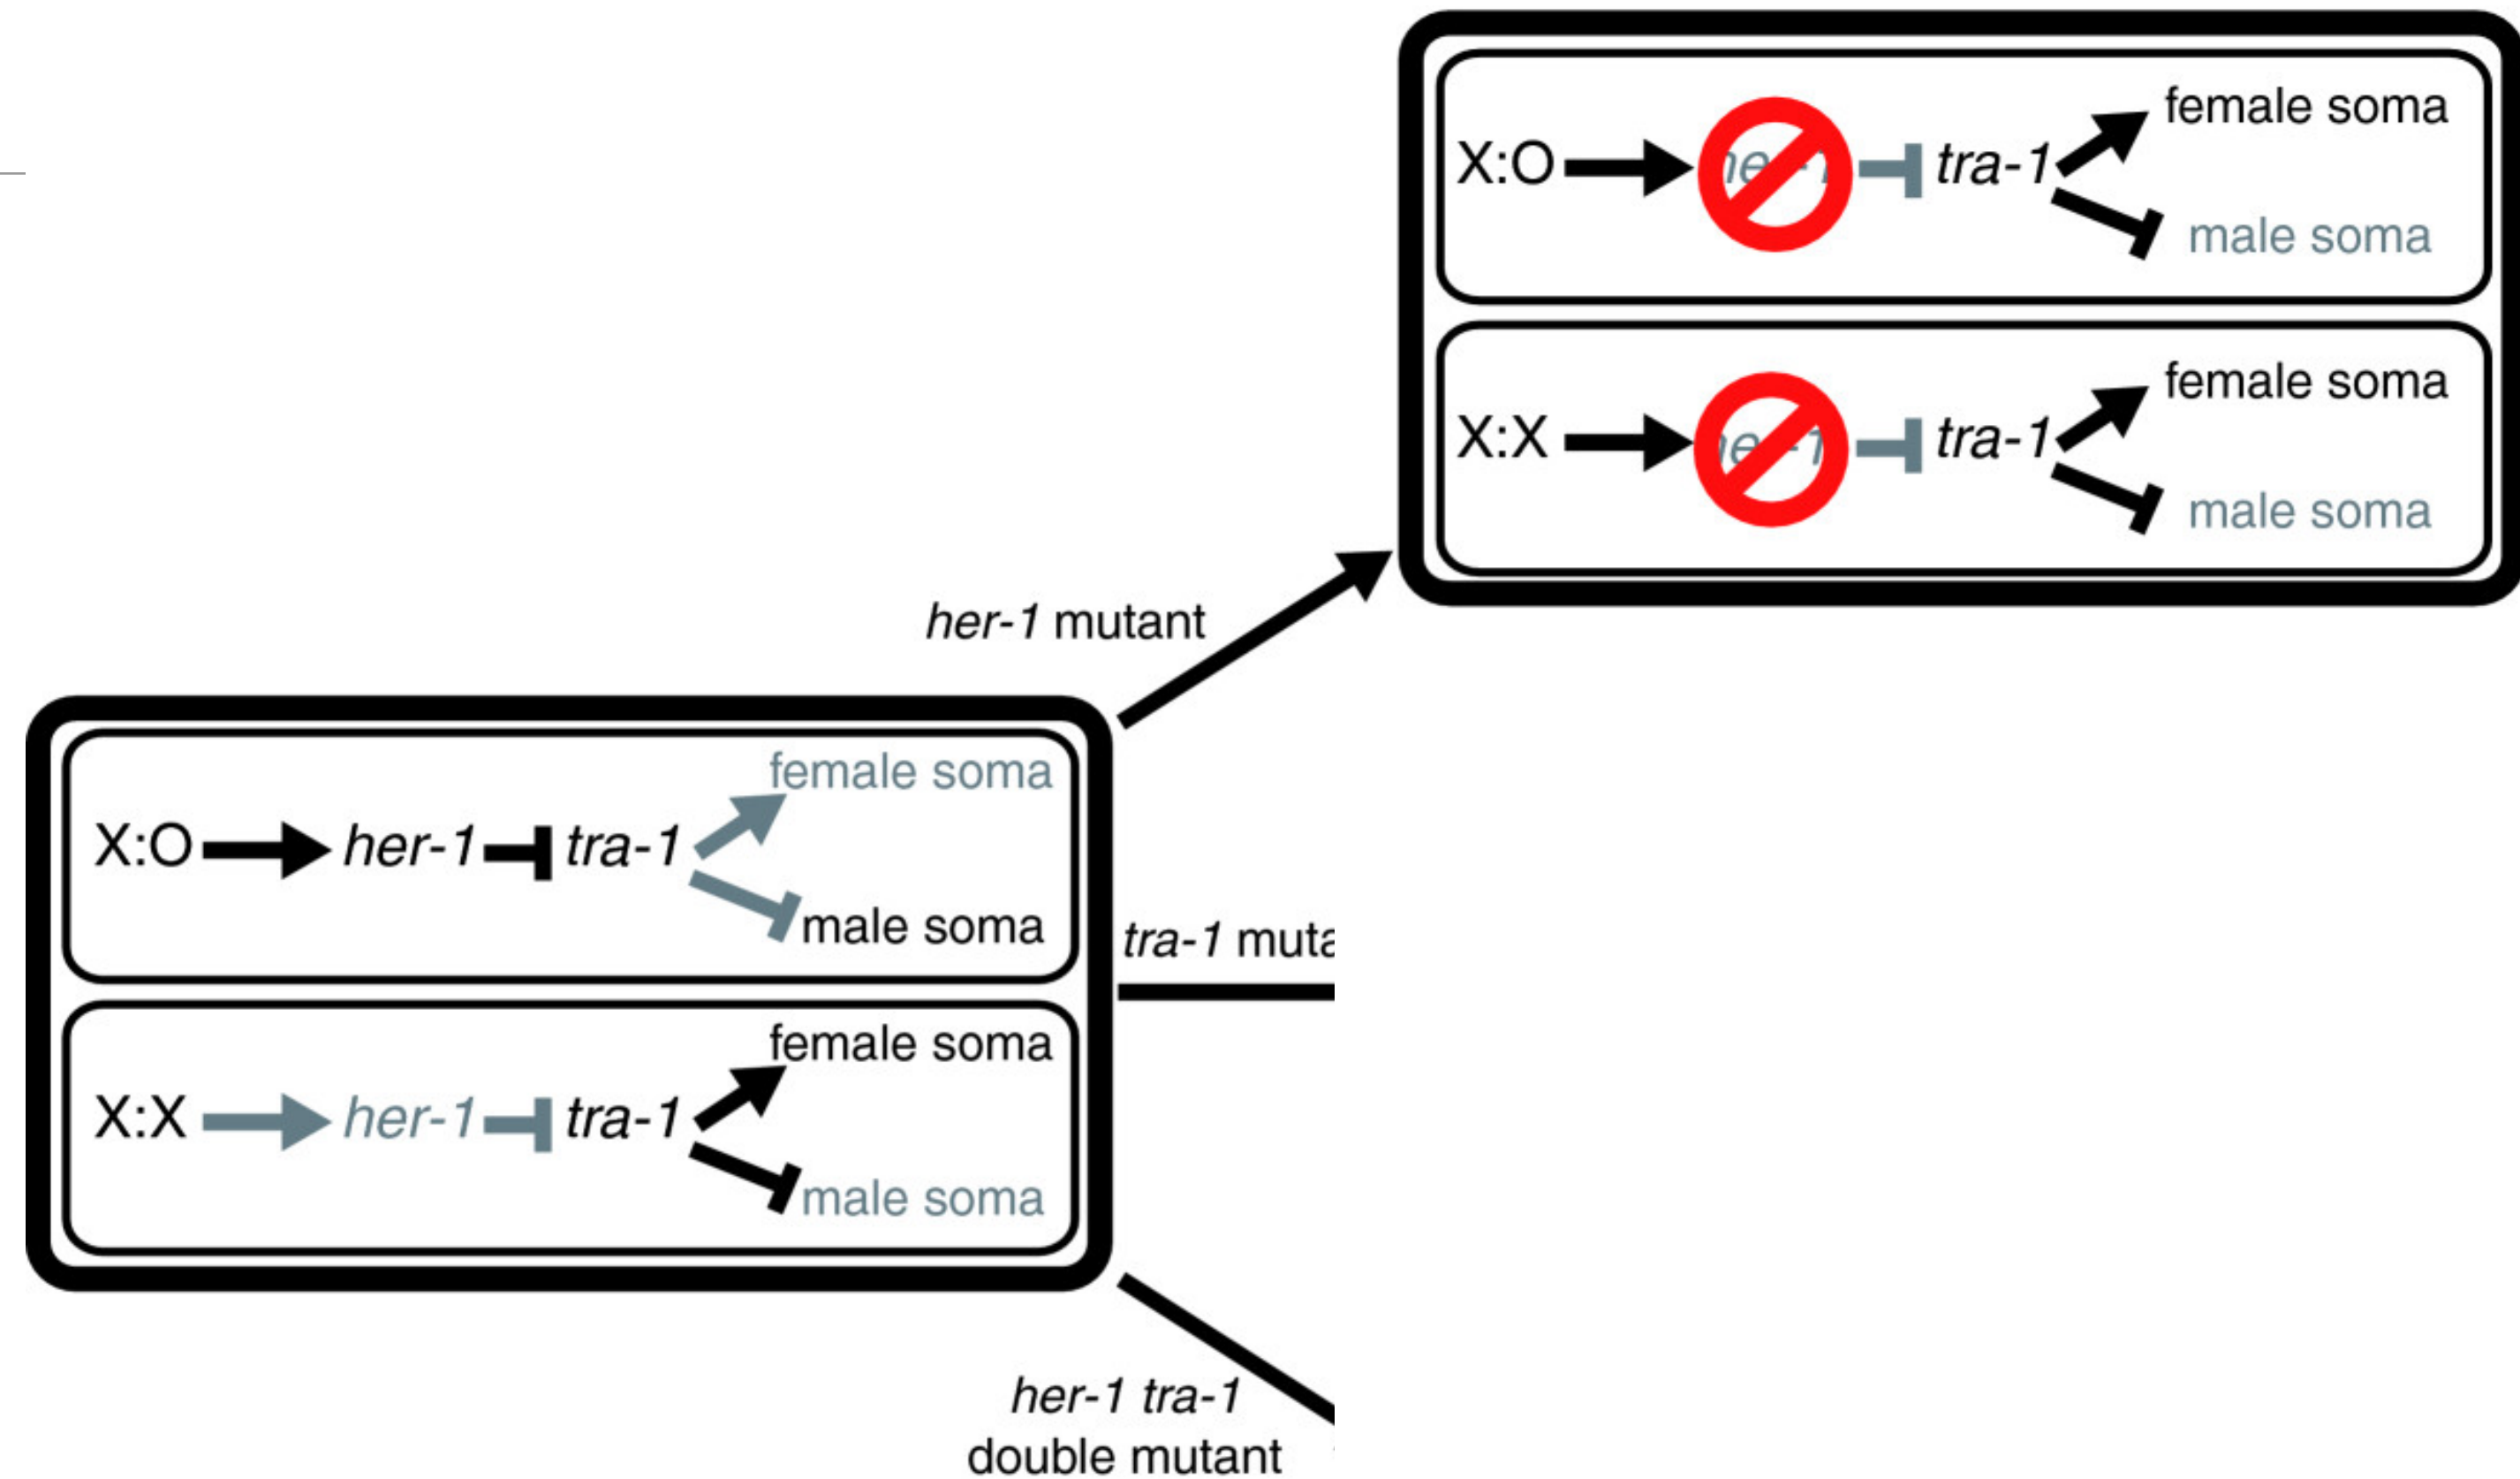 X:O
tra-1
female soma
male soma
X:X
tra-1
female soma
male soma
her-1 mutant
X:O her-1 tra-1
female soma
male soma
X:X her-1 tra-1
female soma
male soma
tra-1
her-1 tra-1
double mutant